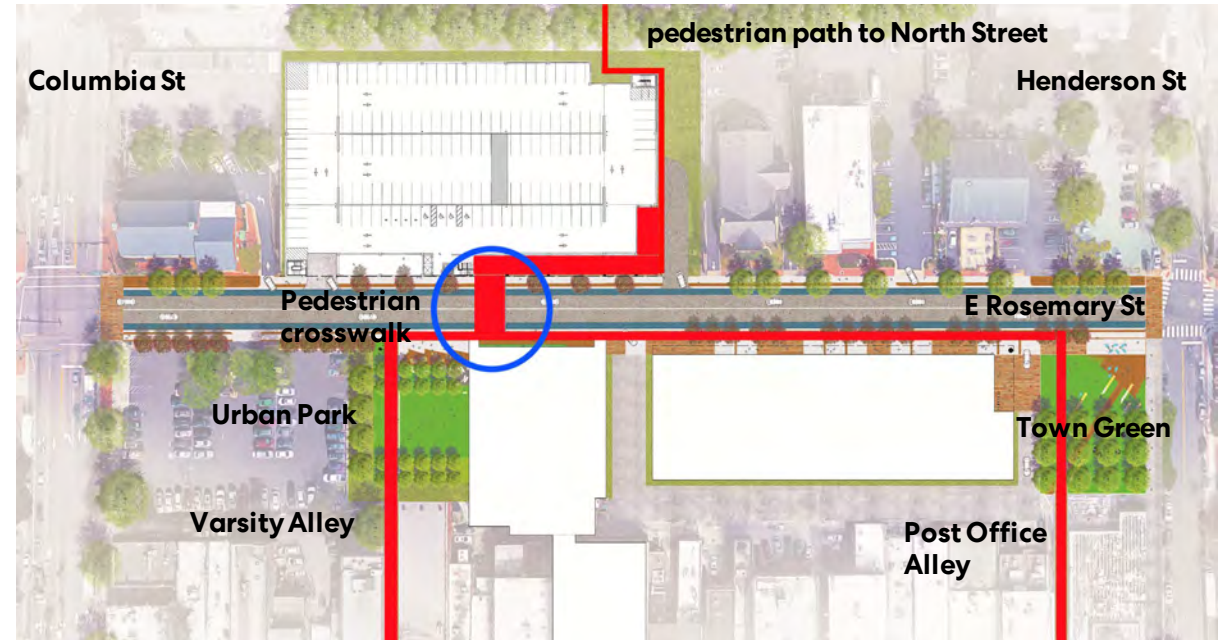 pedestrian path to North Street
Columbia St
Henderson St
Pedestrian
crosswalk
E Rosemary St
Urban Park
Town Green
Varsity Alley
Post Office
Alley